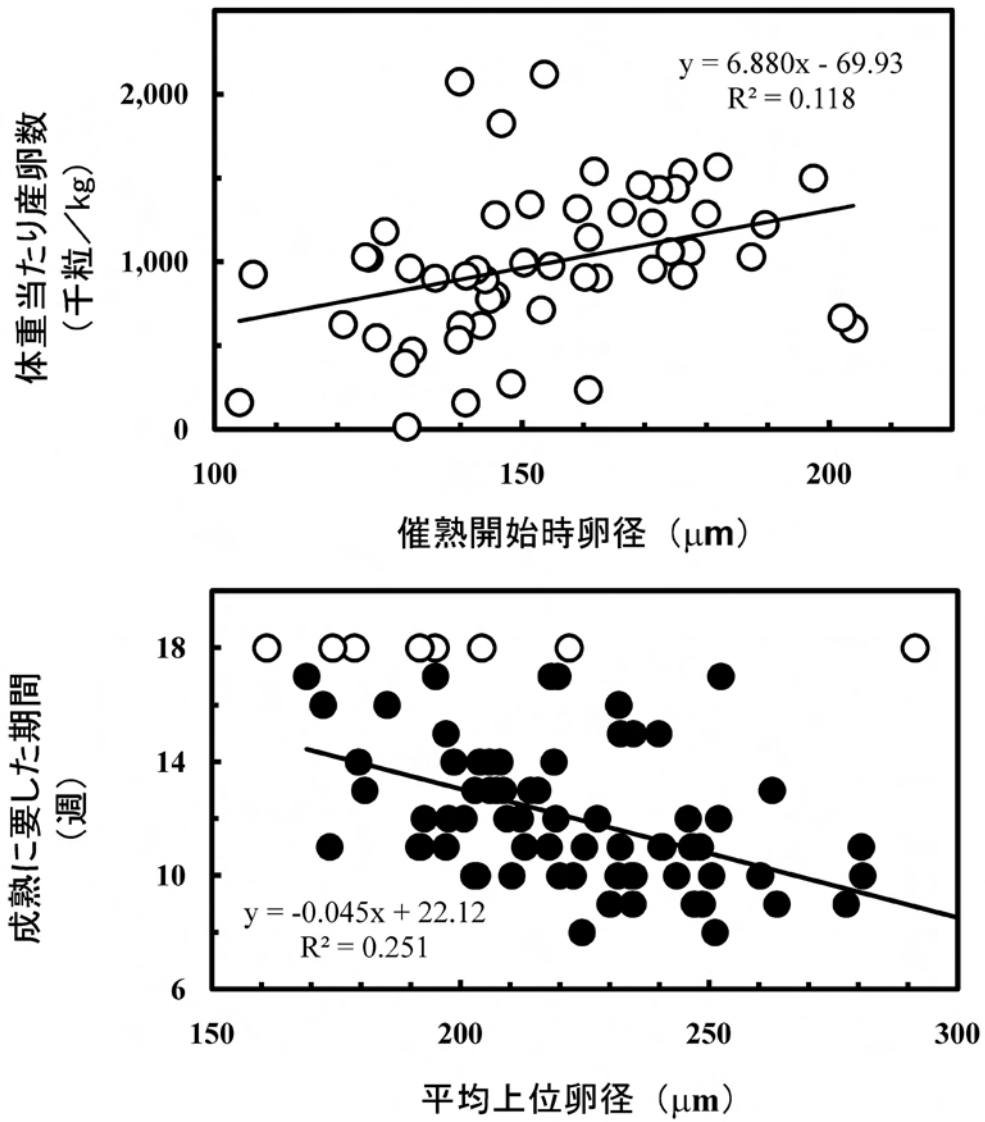 体重当たり産卵数
（千粒／kg）
2,000
1,000
0
y = 6.880x - 69.93
R² = 0.118
100
150
200
催熟開始時卵径（μm）
成熟に要した期間
（週）
18
14
10
6
y = -0.045x + 22.12
R² = 0.251
150
200
250
300
平均上位卵径（μm）